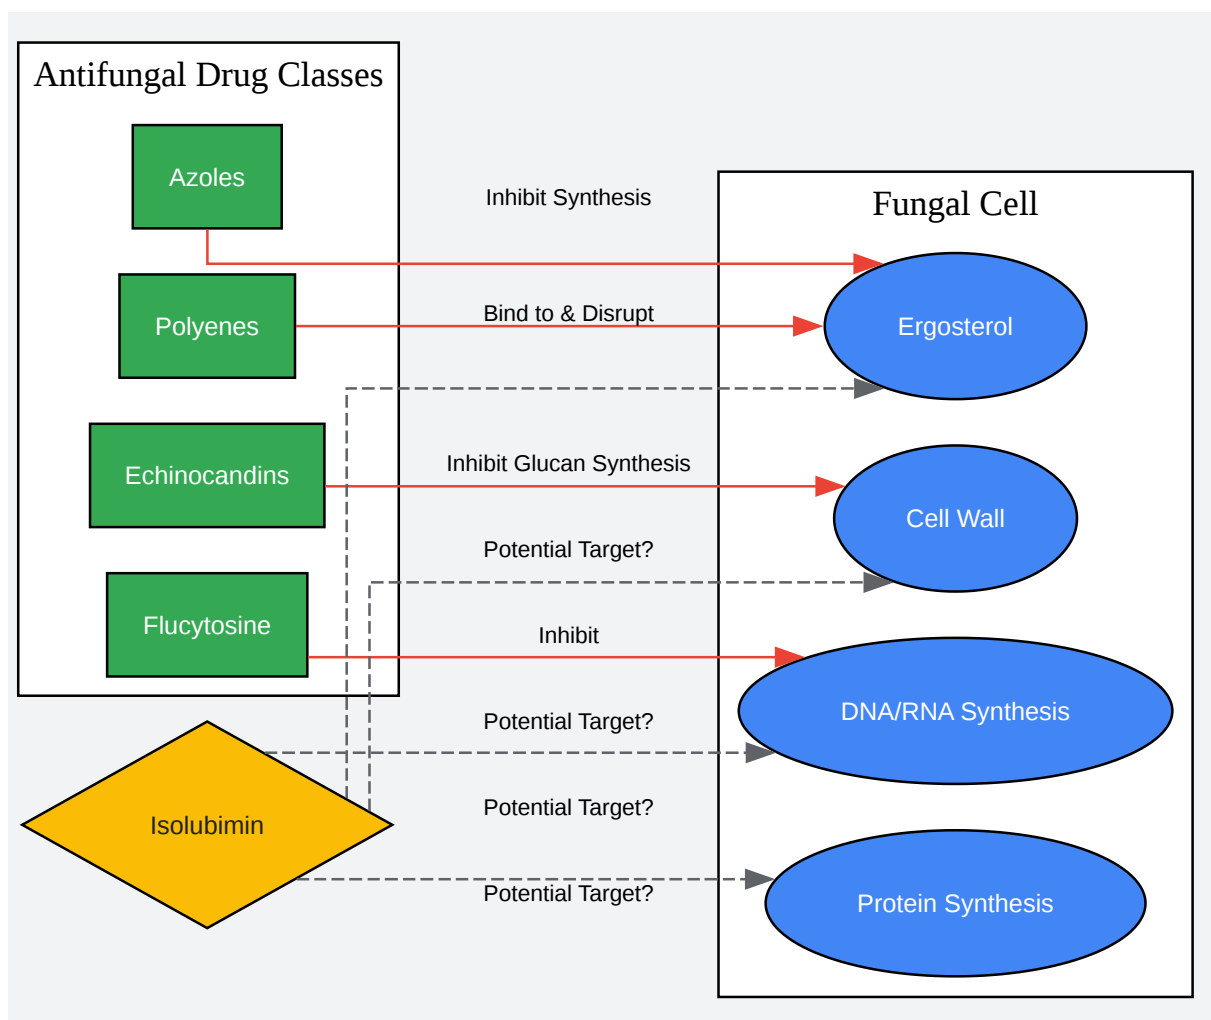 Antifungal Drug Classes
Azoles
Polyenes
Echinocandins
Flucytosine
Isolubimin
Inhibit Synthesis
Bind to & Disrupt
Inhibit Glucan Synthesis
Potential Target?
Inhibit
Potential Target?
Potential Target?
Potential Target?
Fungal Cell
Ergosterol
Cell Wall
DNA/RNA Synthesis
Protein Synthesis